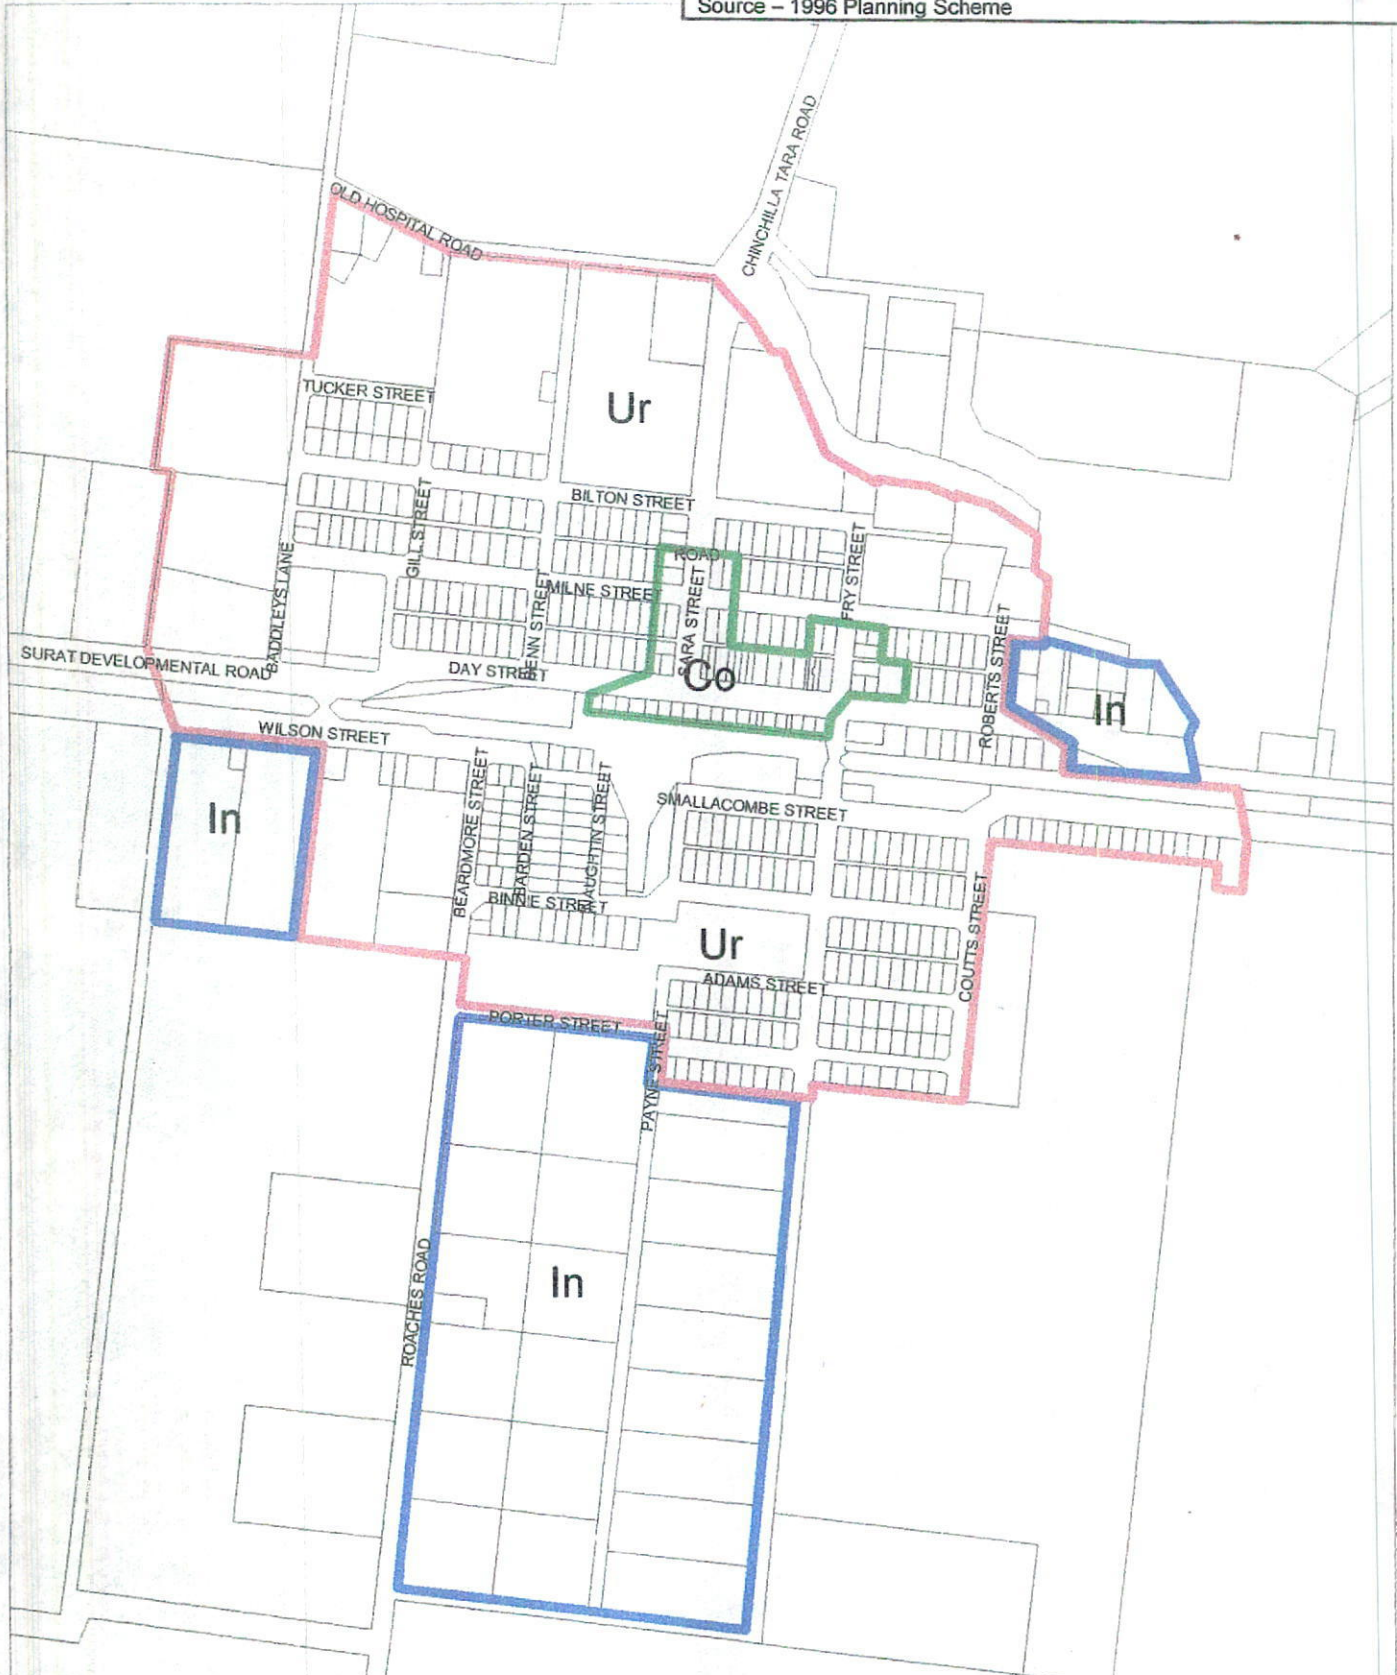 Source – 1996 Planning Scheme
CHINCHILLA TARA ROAD
OLD HOSPITAL ROAD
TUCKER STREET
Ur
BILTON STREET
GILL STREET
ROAD
FRY STREET
BADDLEYS LANE
MILNE STREET
SARA STREET
ROBERTS STREET
SURAT DEVELOPMENTAL ROAD
DAY STREET
Co
In
WILSON STREET
In
BEARDMORE STREET
BARDEN STREET
SMALLACOMBE STREET
BINNIE STREET
COUTTS STREET
Ur
ADAMS STREET
PORTER STREET
PAYNE STREET
ROACHES ROAD
In